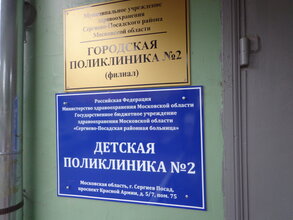 Муниципальное учреждение
здравоохранения
Сергиево-Посадского района
Московской области
ГОРОДСКАЯ
ПОЛИКЛИНИКА №2
(филиал)
Российская Федерация
Министерство здравоохранения Московской области
Государственное бюджетное учреждение
здравоохранения Московской области
«Сергиево-Посадская районная больница»
ДЕТСКАЯ
ПОЛИКЛИНИКА №2
Московская область, г. Сергиев Посад,
проспект Красной Армии, д. 5/7, пом. 75